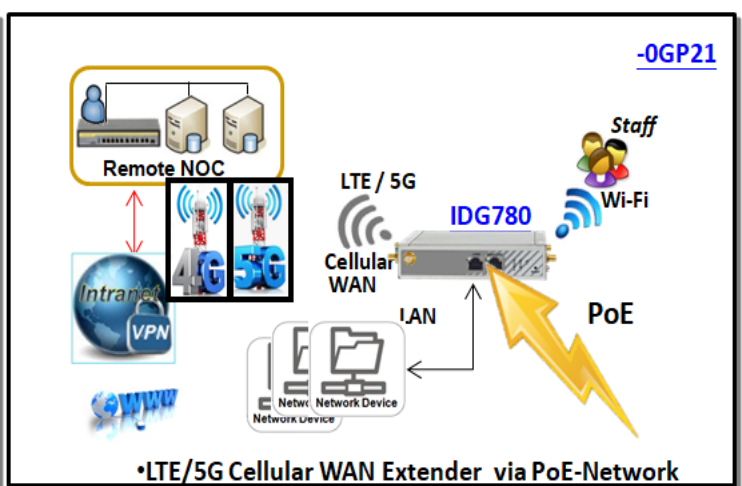 -0GP21
Staff
Remote NOC
LTE / 5G
IDG780
Wi-Fi
4G
5G
Cellular
WAN
Intranet
VPN
LAN
PoE
www
Network Device
Network Device
•LTE/5G Cellular WAN Extender via PoE-Network